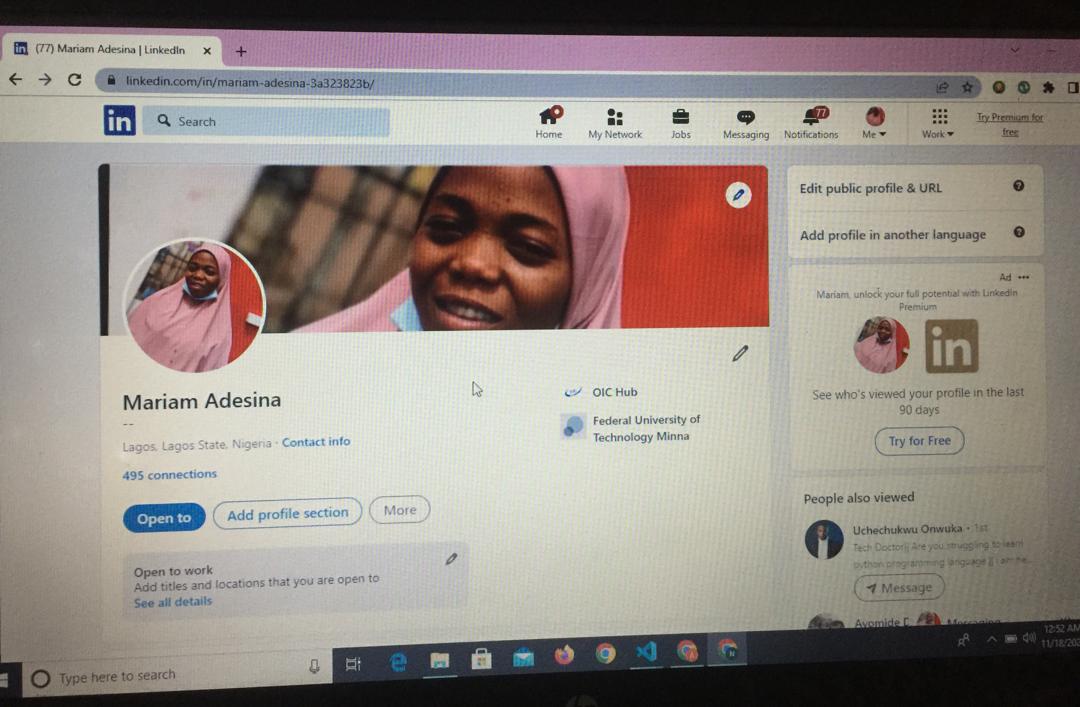 (77) Mariam Adesina | LinkedIn
linkedin.com/in/mariam-adesina-3a323823b/
in
Search
Home
My Network
Jobs
Messaging
77
Notifications
Me
Work
Try Premium for
free
Edit public profile & URL
Add profile in another language
Mariam Adesina
--
Lagos, Lagos State, Nigeria · Contact info
495 connections
OIC Hub
Federal University of
Technology Minna
Open to
Add profile section
More
Open to work
Add titles and locations that you are open to
See all details
Ad
Mariam, unlock your full potential with LinkedIn
Premium
in
See who's viewed your profile in the last
90 days
Try for Free
People also viewed
Uchechukwu Onwuka · 1st
Tech Doctor|| Are you struggling to learn
python programming language || I am he...
Message
Ayomide
Messaging
Type here to search
12:52 AM
11/18/202